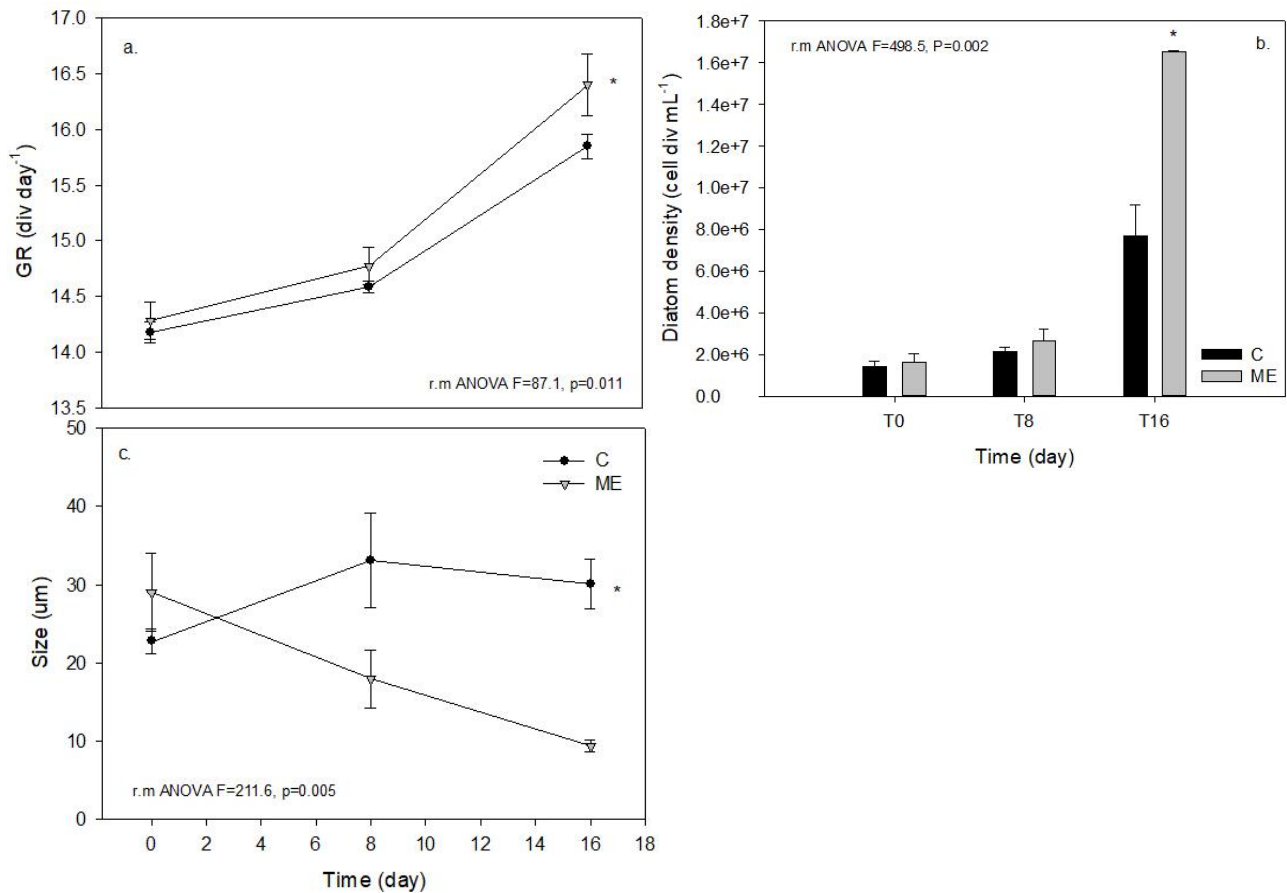 a.
GR (div day-1)
17.0
16.5
16.0
15.5
15.0
14.5
14.0
13.5
*
r.m ANOVA F=87.1, p=0.011
b.
r.m ANOVA F=498.5, P=0.002
*
Diatom density (cell div mL-1)
1.8e+7
1.6e+7
1.4e+7
1.2e+7
1.0e+7
8.0e+6
6.0e+6
4.0e+6
2.0e+6
0.0
C
ME
T0 T8 T16
Time (day)
c.
Size (um)
50
40
30
20
10
0
C
ME
*
r.m ANOVA F=211.6, p=0.005
0 2 4 6 8 10 12 14 16 18
Time (day)